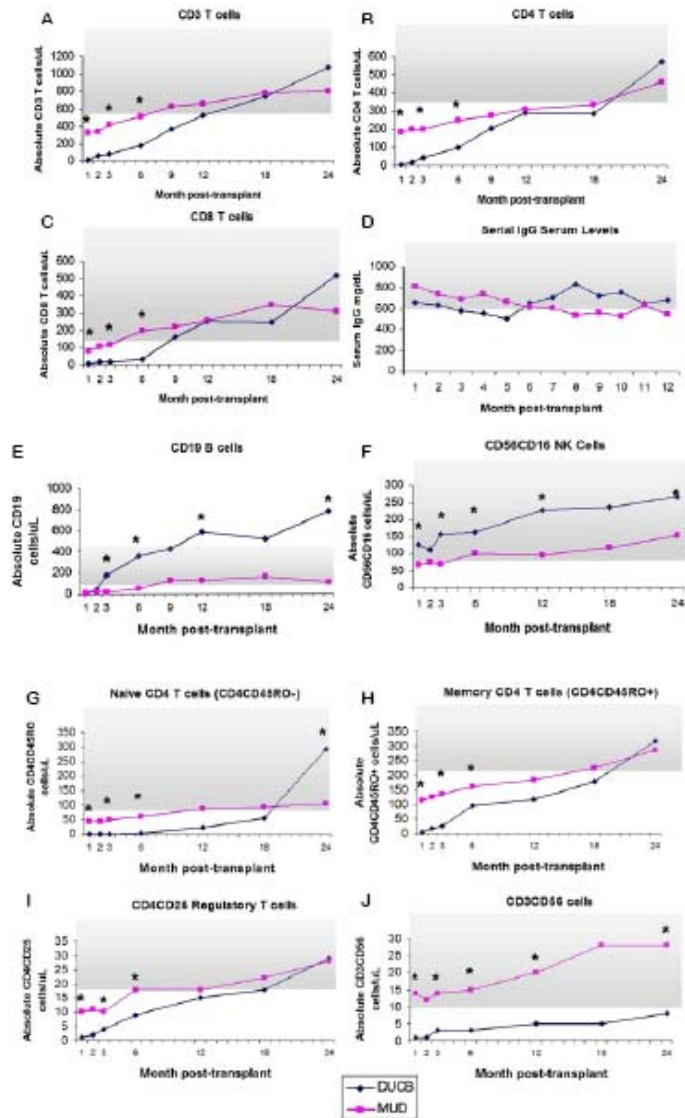 A
CD3 T cells
Absolute CD3 T cells/uL
1200
1000
800
600
400
200
0
* * *
1 2 3 6 9 12 18 24
Month post-transplant
B
CD4 T cells
Absolute CD4 T cells/uL
600
500
400
300
200
100
0
* * *
1 2 3 6 9 12 18 24
Month post-transplant
C
CD8 T cells
Absolute CD8 T cells/uL
600
500
400
300
200
100
0
* * *
1 2 3 6 9 12 18 24
Month post-transplant
D
Serial IgG Serum Levels
Serum IgG mg/dL
1000
800
600
400
200
0
1 2 3 4 5 6 7 8 9 10 11 12
Month post-transplant
E
CD19 B cells
Absolute CD19 cells/uL
1000
800
600
400
200
0
* * * *
1 2 3 6 9 12 18 24
Month post-transplant
F
CD56CD16 NK Cells
Absolute CD56CD16 cells/uL
300
250
200
150
100
50
0
* * * * *
1 2 3 6 12 18 24
Month post-transplant
G
Naive CD4 T cells (CD4CD45RO-)
Absolute CD4CD45RO cells/uL
350
300
250
200
150
100
50
0
* * * *
1 2 3 6 12 18 24
Month post-transplant
H
Memory CD4 T cells (CD4CD45RO+)
Absolute CD4CD45RO+ cells/uL
350
300
250
200
150
100
50
0
* * *
1 2 3 6 12 18 24
Month post-transplant
I
CD4CD25 Regulatory T cells
Absolute CD4CD25 cells/uL
35
30
25
20
15
10
5
0
* * *
1 2 3 6 12 18 24
Month post-transplant
J
CD3CD56 cells
Absolute CD3CD56 cells/uL
30
25
20
15
10
5
0
* * * * *
1 2 3 6 12 18 24
Month post-transplant
DUCB
MUD